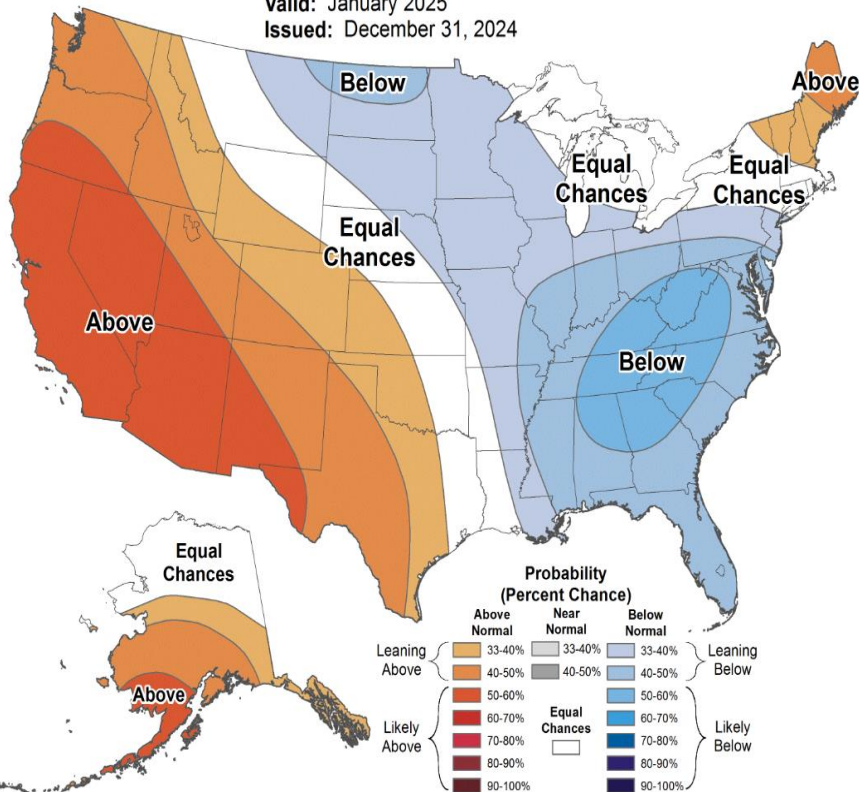 Valid: January 2025
Issued: December 31, 2024
Below
Above
Equal
Chances
Equal
Chances
Equal
Chances
Above
Below
Equal
Chances
Above
Probability
(Percent Chance)
Above
Normal
Near
Normal
Below
Normal
Leaning
Above
33-40%
33-40%
33-40%
Leaning
Below
40-50%
40-50%
40-50%
Likely
Above
50-60%
50-60%
Likely
Below
60-70%
Equal
Chances
60-70%
70-80%
70-80%
80-90%
80-90%
90-100%
90-100%